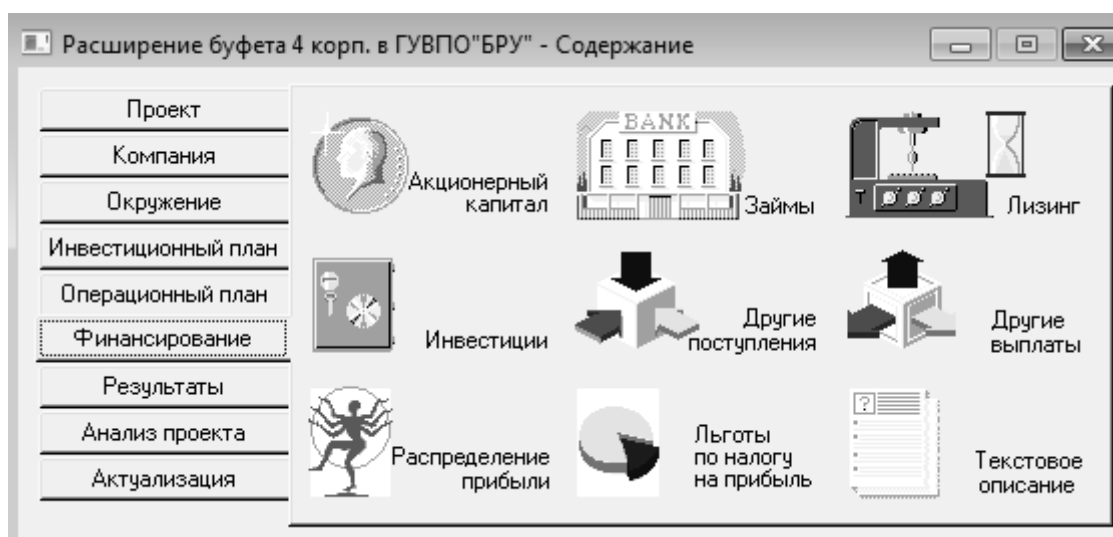 Расширение буфета 4 корп. в ГУВПО"БРУ" - Содержание
Проект
Компания
Окружение
Инвестиционный план
Операционный план
Финансирование
Результаты
Анализ проекта
Актуализация
Акционерный
капитал
BANK
Займы
Лизинг
Инвестиции
Другие
поступления
Другие
выплаты
Распределение
прибыли
Льготы
по налогу
на прибыль
?
Текстовое
описание